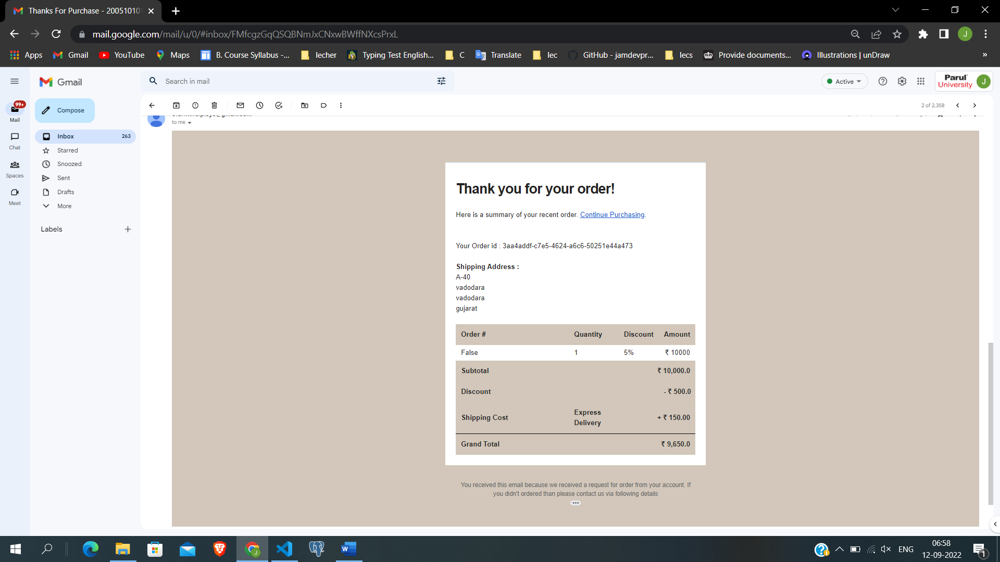 Thanks For Purchase - 200510101
mail.google.com/mail/u/0/#inbox/FMfcgzGqQSQBNmJxCNxwBWffNXcsPrxL
J
Apps
Gmail
YouTube
Maps
B. Course Syllabus -...
lecher
Typing Test English...
C
Translate
lec
GitHub - jamdevpr...
lecs
Provide documents...
Illustrations | unDraw
»
Gmail
Search in mail
Active
Parul
University
J
99+
Mail
Chat
Spaces
Meet
Compose
Inbox 263
Starred
Snoozed
Sent
Drafts
More
Labels
2 of 2,358
to me
Thank you for your order!
Here is a summary of your recent order. Continue Purchasing.
Your Order id : 3aa4addf-c7e5-4624-a6c6-50251e44a473
Shipping Address :
A-40
vadodara
vadodara
gujarat
Order # Quantity Discount Amount
False 1 5% ₹ 10000
Subtotal ₹ 10,000.0
Discount - ₹ 500.0
Shipping Cost Express Delivery + ₹ 150.00
Grand Total ₹ 9,650.0
You received this email because we received a request for order from your account. If
you didn't ordered than please contact us via following details
ENG
06:58
12-09-2022
1